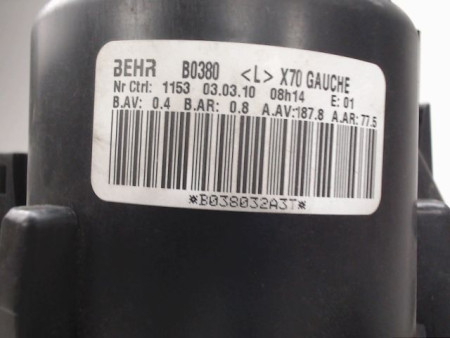 BEHR B0380 <L> X70 GAUCHE
Nr Ctrl: 1153 03.03.10 08h14 E: 01
B.AV: 0.4 B.AR: 0.8 A.AV:187.8 A.AR:77.5
*B038032A3T*